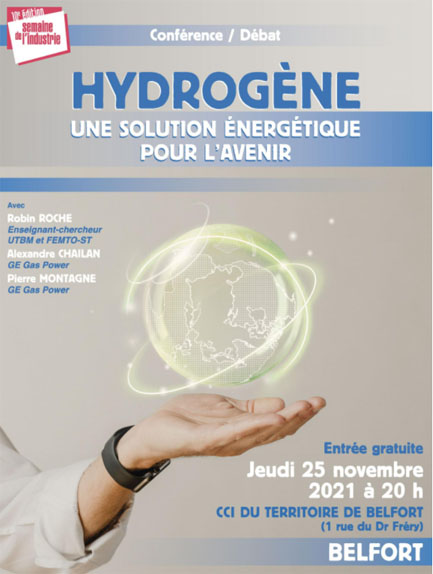 10e Édition
semaine
de l'industrie
Conférence / Débat
HYDROGÈNE
UNE SOLUTION ÉNERGÉTIQUE
POUR L'AVENIR
Avec
Robin ROCHE
Enseignant-chercheur
UTBM et FEMTO-ST
Alexandre CHAILAN
GE Gas Power
Pierre MONTAGNE
GE Gas Power
Entrée gratuite
Jeudi 25 novembre
2021 à 20 h
CCI DU TERRITOIRE DE BELFORT
(1 rue du Dr Fréry)
BELFORT